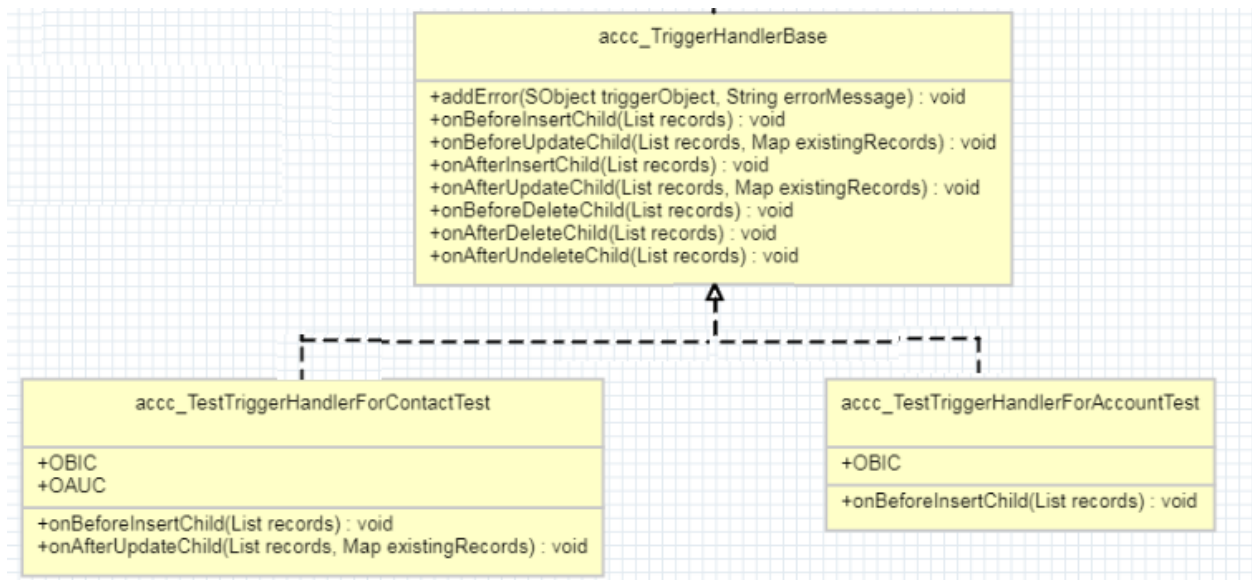 accc_TriggerHandlerBase
+addError(SObject triggerObject, String errorMessage) : void
+onBeforeInsertChild(List records) : void
+onBeforeUpdateChild(List records, Map existingRecords) : void
+onAfterInsertChild(List records) : void
+onAfterUpdateChild(List records, Map existingRecords) : void
+onBeforeDeleteChild(List records) : void
+onAfterDeleteChild(List records) : void
+onAfterUndeleteChild(List records) : void
accc_TestTriggerHandlerForContactTest
+OBIC
+OAUC
+onBeforeInsertChild(List records) : void
+onAfterUpdateChild(List records, Map existingRecords) : void
accc_TestTriggerHandlerForAccountTest
+OBIC
+onBeforeInsertChild(List records) : void